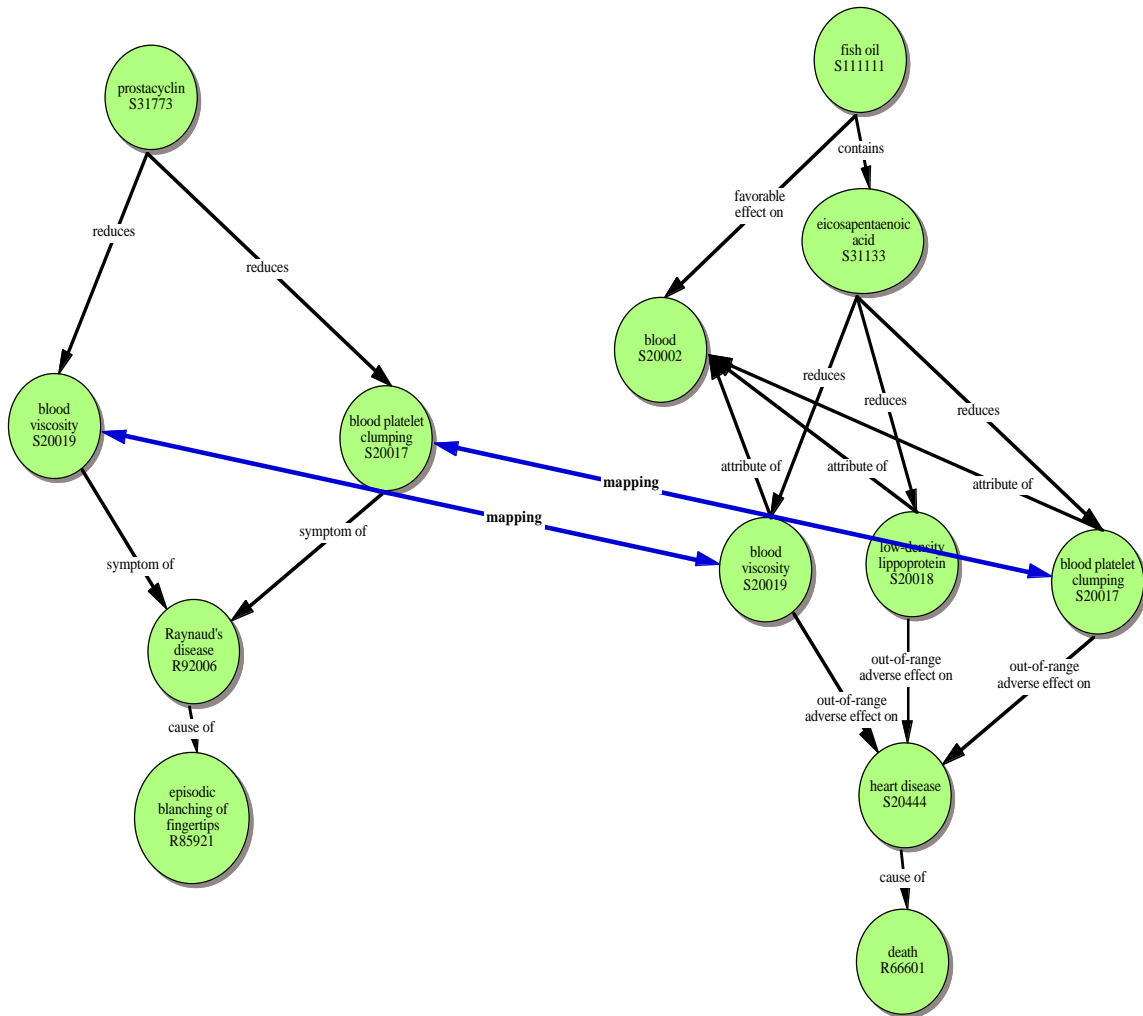 fish oil
S111111
prostacyclin
S31773
contains
favorable
effect on
eicosapentaenoic
acid
S31133
reduces
reduces
blood
S20002
reduces
reduces
reduces
blood
viscosity
S20019
blood platelet
clumping
S20017
attribute of
attribute of
attribute of
mapping
mapping
symptom of
symptom of
blood
viscosity
S20019
low-density
lippoprotein
S20018
blood platelet
clumping
S20017
Raynaud's
disease
R92006
out-of-range
adverse effect on
out-of-range
adverse effect on
out-of-range
adverse effect on
cause of
episodic
blanching of
fingertips
R85921
heart disease
S20444
cause of
death
R66601